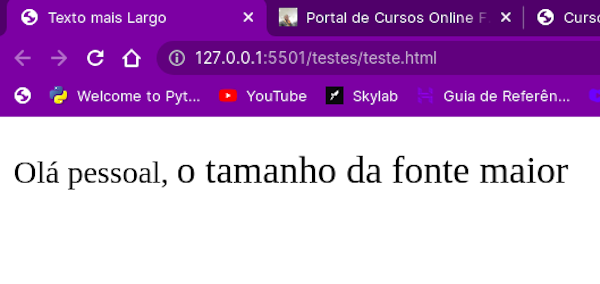 Texto mais Largo
Portal de Cursos Online F
Curso
127.0.0.1:5501/testes/teste.html
Welcome to Pyt...
YouTube
Skylab
Guia de Referên...
Olá pessoal, o tamanho da fonte maior